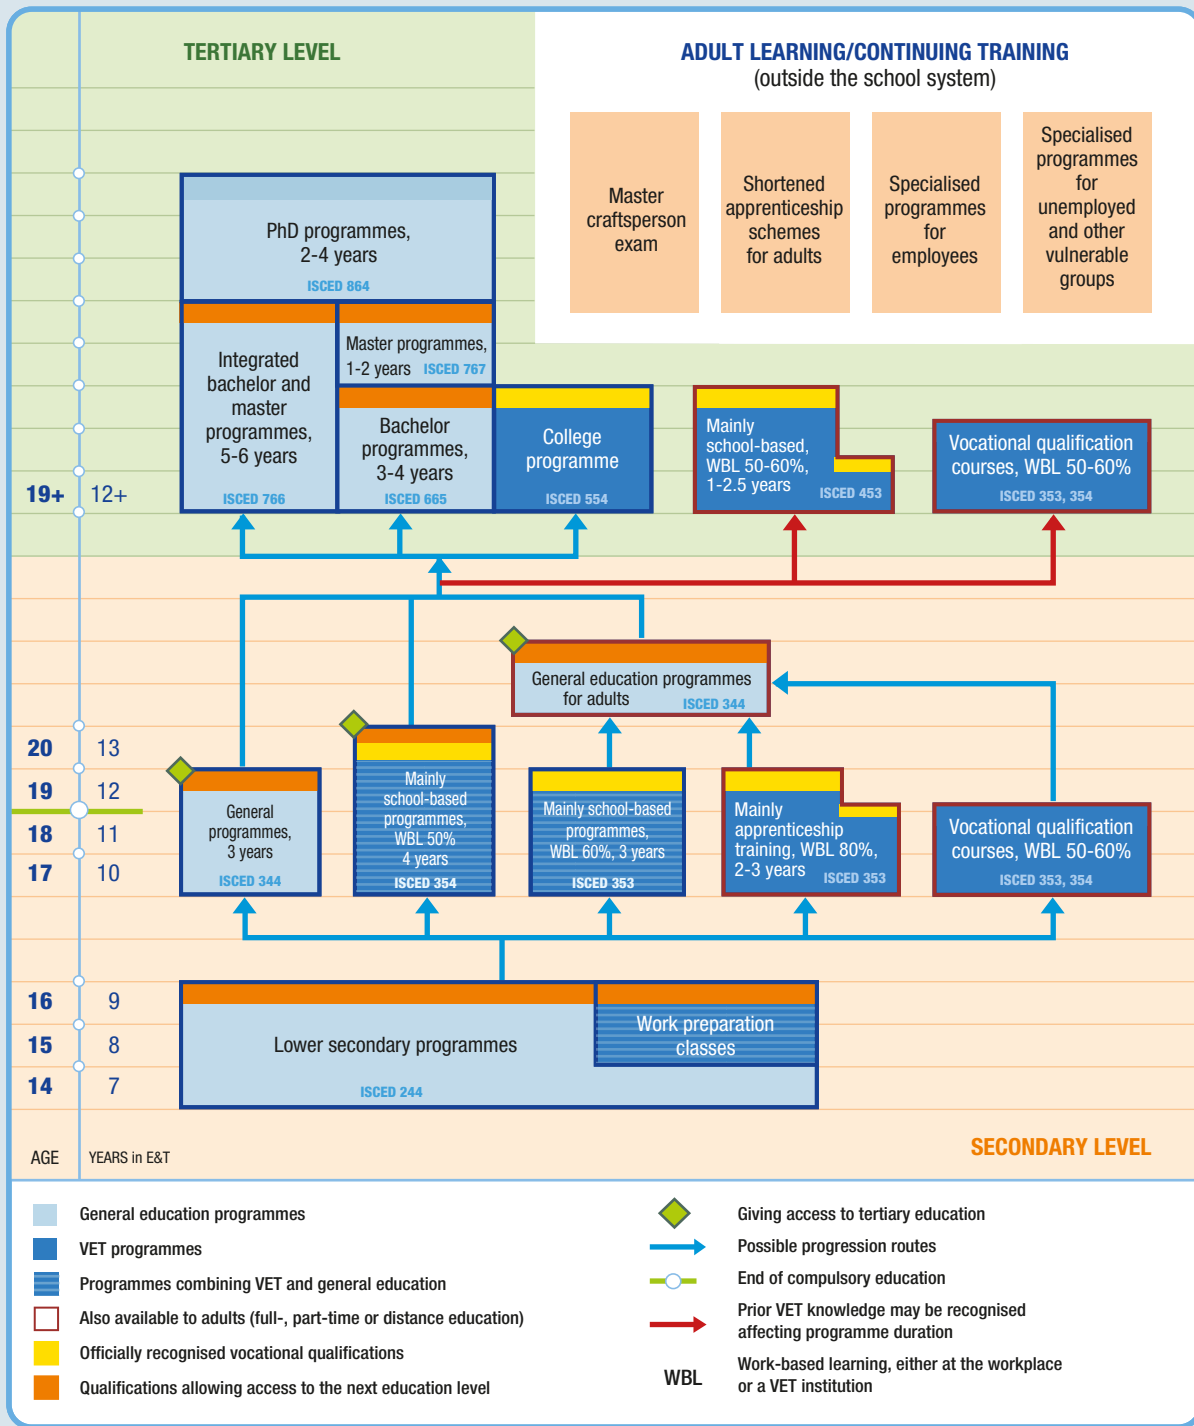 TERTIARY LEVEL
ADULT LEARNING/CONTINUING TRAINING
(outside the school system)
Master
craftsperson
exam
Shortened
apprenticeship
schemes
for adults
Specialised
programmes
for
employees
Specialised
programmes
for
unemployed
and other
vulnerable
groups
PhD programmes,
2-4 years
ISCED 864
Integrated
bachelor and
master
programmes,
5-6 years
ISCED 766
Master programmes,
1-2 years ISCED 767
Bachelor
programmes,
3-4 years
ISCED 665
College
programme
ISCED 554
Mainly
school-based,
WBL 50-60%,
1-2.5 years
ISCED 453
Vocational qualification
courses, WBL 50-60%
ISCED 353, 354
19+ 12+
General education programmes
for adults ISCED 344
20 13
19 12
18 11
17 10
General
programmes,
3 years
ISCED 344
Mainly
school-based
programmes,
WBL 50%
4 years
ISCED 354
Mainly school-based
programmes,
WBL 60%, 3 years
ISCED 353
Mainly
apprenticeship
training, WBL 80%,
2-3 years ISCED 353
Vocational qualification
courses, WBL 50-60%
ISCED 353, 354
16 9
15 8
14 7
Lower secondary programmes
ISCED 244
Work preparation
classes
AGE YEARS in E&T
SECONDARY LEVEL
General education programmes
VET programmes
Programmes combining VET and general education
Also available to adults (full-, part-time or distance education)
Officially recognised vocational qualifications
Qualifications allowing access to the next education level
Giving access to tertiary education
Possible progression routes
End of compulsory education
Prior VET knowledge may be recognised
affecting programme duration
WBL
Work-based learning, either at the workplace
or a VET institution